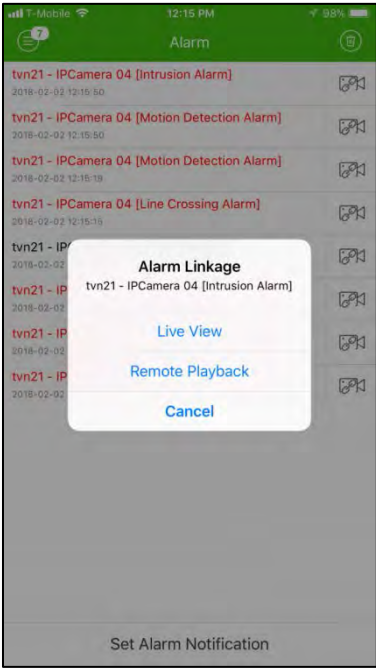 T-Mobile 12:15 PM 98%
7
Alarm
tvn21 - IPCamera 04 [Intrusion Alarm]
2018-02-02 12:15:50
tvn21 - IPCamera 04 [Motion Detection Alarm]
2018-02-02 12:15:50
tvn21 - IPCamera 04 [Motion Detection Alarm]
2018-02-02 12:15:19
tvn21 - IPCamera 04 [Line Crossing Alarm]
2018-02-02 12:15:15
tvn21 - IP
2018-02-02
tvn21 - IP
2018-02-02
tvn21 - IP
2018-02-02
tvn21 - IP
2018-02-02
Alarm Linkage
tvn21 - IPCamera 04 [Intrusion Alarm]
Live View
Remote Playback
Cancel
Set Alarm Notification